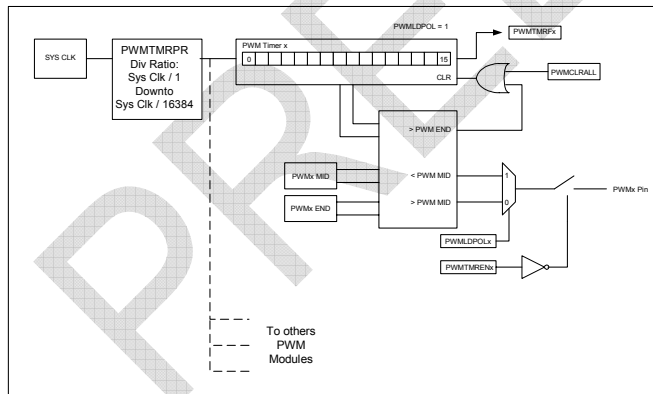 PWMLDPOL = 1
PWM Timer x
0
15
PWMTMRFx
SYS CLK
PWMTMRPR
Div Ratio:
Sys Clk / 1
Downto
Sys Clk / 16384
CLR
PWMCLRALL
> PWM END
PWMx MID
< PWM MID
1
PWMx Pin
PWMx END
> PWM MID
0
PWMLDPOLx
PWMTMRENx
To others
PWM
Modules